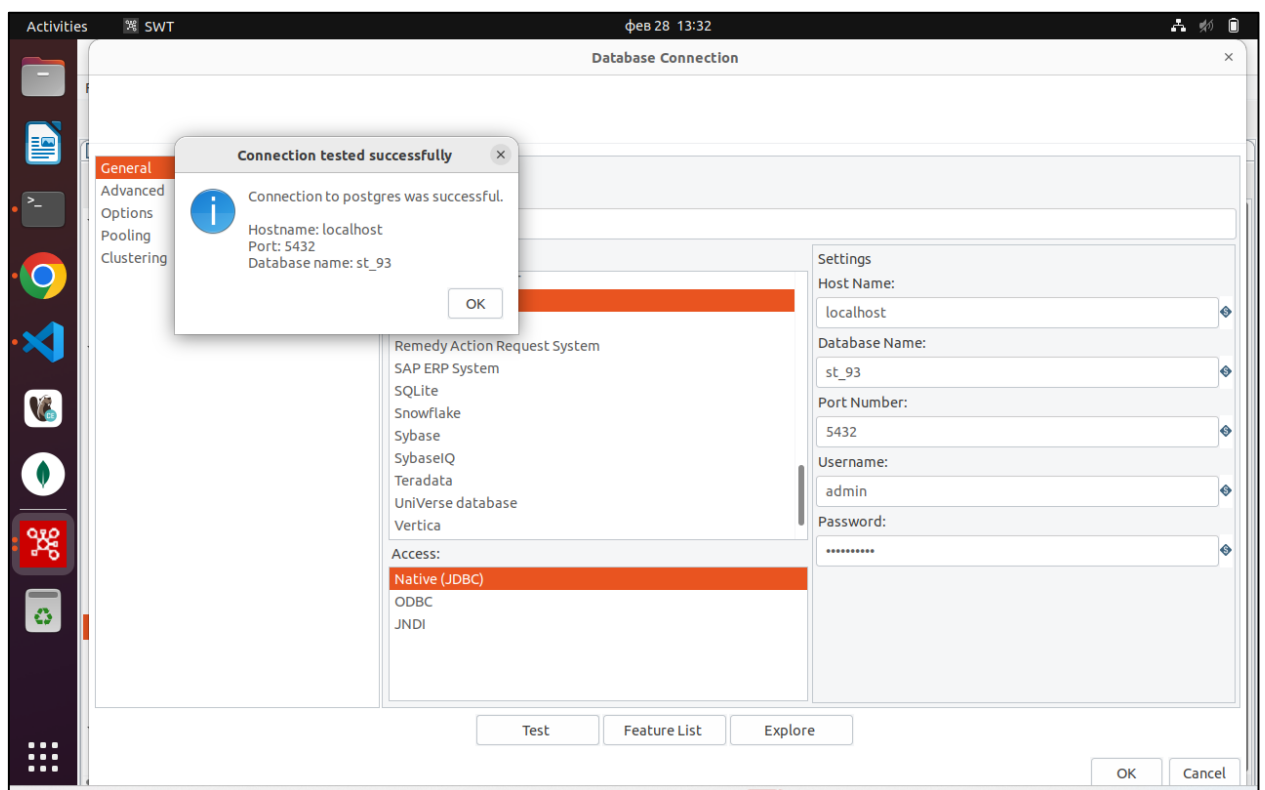 Activities SWT фев 28 13:32
Database Connection
General
Advanced
Options
Pooling
Clustering
Connection tested successfully
Connection to postgres was successful.
Hostname: localhost
Port: 5432
Database name: st_93
OK
Remedy Action Request System
SAP ERP System
SQLite
Snowflake
Sybase
SybaseIQ
Teradata
UniVerse database
Vertica
Access:
Native (JDBC)
ODBC
JNDI
Settings
Host Name:
localhost
Database Name:
st_93
Port Number:
5432
Username:
admin
Password:
••••••••••
Test Feature List Explore
OK Cancel